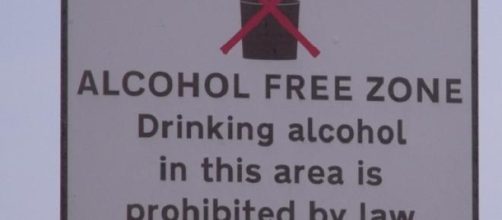 ALCOHOL FREE ZONE
Drinking alcohol
in this area is
prohibited by law